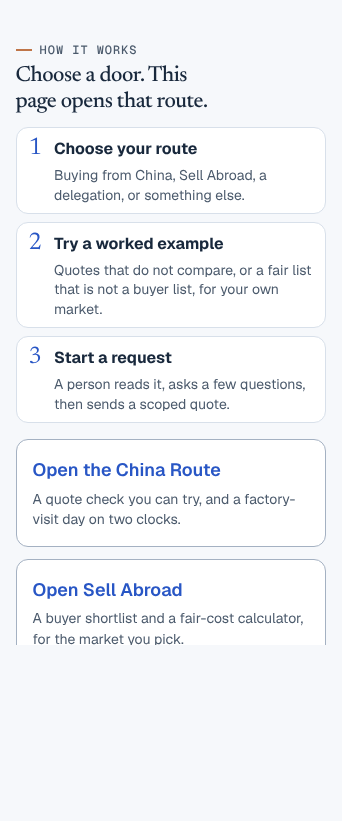 HOW IT WORKS
Choose a door. This
page opens that route.
1 Choose your route
Buying from China, Sell Abroad, a
delegation, or something else.
2 Try a worked example
Quotes that do not compare, or a fair list
that is not a buyer list, for your own
market.
3 Start a request
A person reads it, asks a few questions,
then sends a scoped quote.
Open the China Route
A quote check you can try, and a factory-
visit day on two clocks.
Open Sell Abroad
A buyer shortlist and a fair-cost calculator,
for the market you pick.